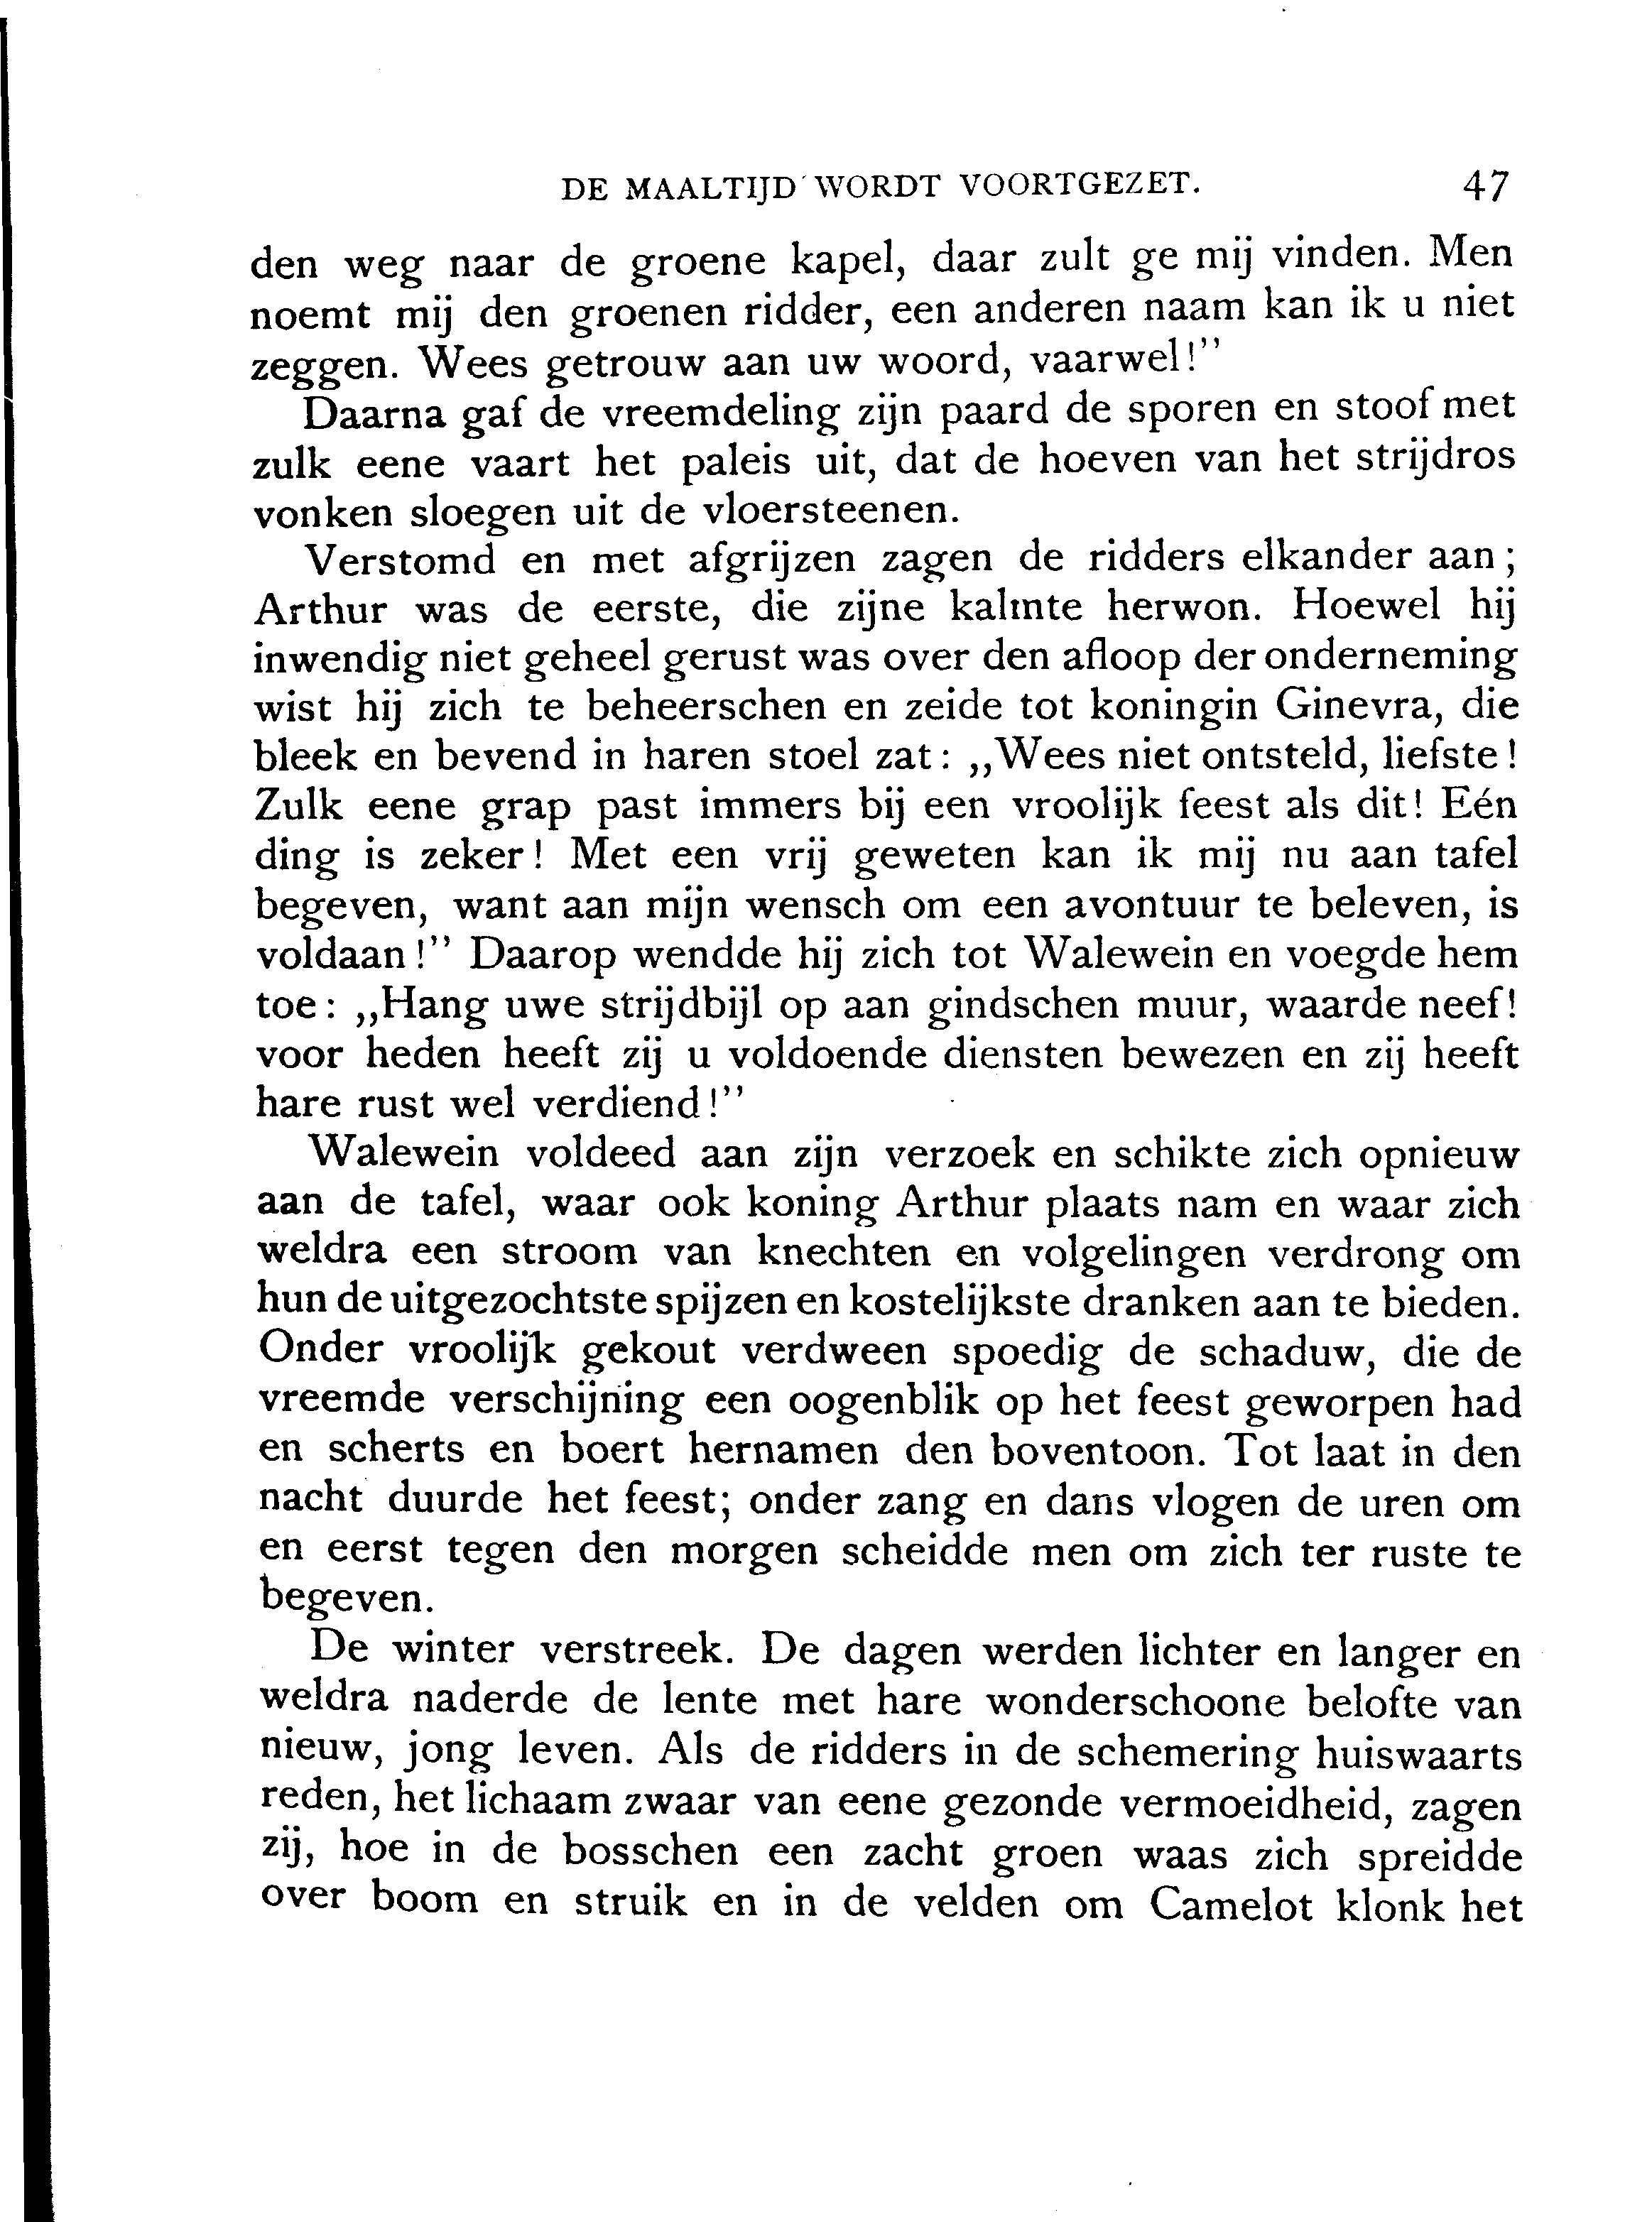 DE MAALTIJD WORDT VOORTGEZET. 47
den weg naar de groene kapel, daar zult ge mij vinden. Men
noemt mij den groenen ridder, een anderen naam kan ik u niet
zeggen. Wees getrouw aan uw woord, vaarwel!”
Daarna gaf de vreemdeling zijn paard de sporen en stoof met
zulk eene vaart het paleis uit, dat de hoeven van het strijdros
vonken sloegen uit de vloersteenen.
Verstomd en met afgrijzen zagen de ridders elkander aan;
Arthur was de eerste, die zijne kalmte herwon. Hoewel hij
inwendig niet geheel gerust was over den afloop der onderneming
wist hij zich te beheerschen en zeide tot koningin Ginevra, die
bleek en bevend in haren stoel zat: „Wees niet ontsteld, liefste!
Zulk eene grap past immers bij een vroolijk feest als dit! Eén
ding is zeker! Met een vrij geweten kan ik mij nu aan tafel
begeven, want aan mijn wensch om een avontuur te beleven, is
voldaan!” Daarop wendde hij zich tot Walewein en voegde hem
toe: „Hang uwe strijdbijl op aan gindschen muur, waarde neef!
voor heden heeft zij u voldoende diensten bewezen en zij heeft
hare rust wel verdiend!”
Walewein voldeed aan zijn verzoek en schikte zich opnieuw
aan de tafel, waar ook koning Arthur plaats nam en waar zich
weldra een stroom van knechten en volgelingen verdrong om
hun de uitgezochtste spijzen en kostelijkste dranken aan te bieden.
Onder vroolijk gekout verdween spoedig de schaduw, die de
vreemde verschijning een oogenblik op het feest geworpen had
en scherts en boert hernamen den boventoon. Tot laat in den
nacht duurde het feest; onder zang en dans vlogen de uren om
en eerst tegen den morgen scheidde men om zich ter ruste te
begeven.
De winter verstreek. De dagen werden lichter en langer en
weldra naderde de lente met hare wonderschoone belofte van
nieuw, jong leven. Als de ridders in de schemering huiswaarts
reden, het lichaam zwaar van eene gezonde vermoeidheid, zagen
zij, hoe in de bosschen een zacht groen waas zich spreidde
over boom en struik en in de velden om Camelot klonk het